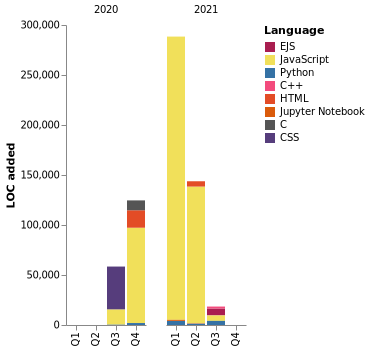 2020 2021
Language
EJS
JavaScript
Python
C++
HTML
Jupyter Notebook
C
CSS
LOC added
300,000
250,000
200,000
150,000
100,000
50,000
0
Q1 Q2 Q3 Q4 Q1 Q2 Q3 Q4